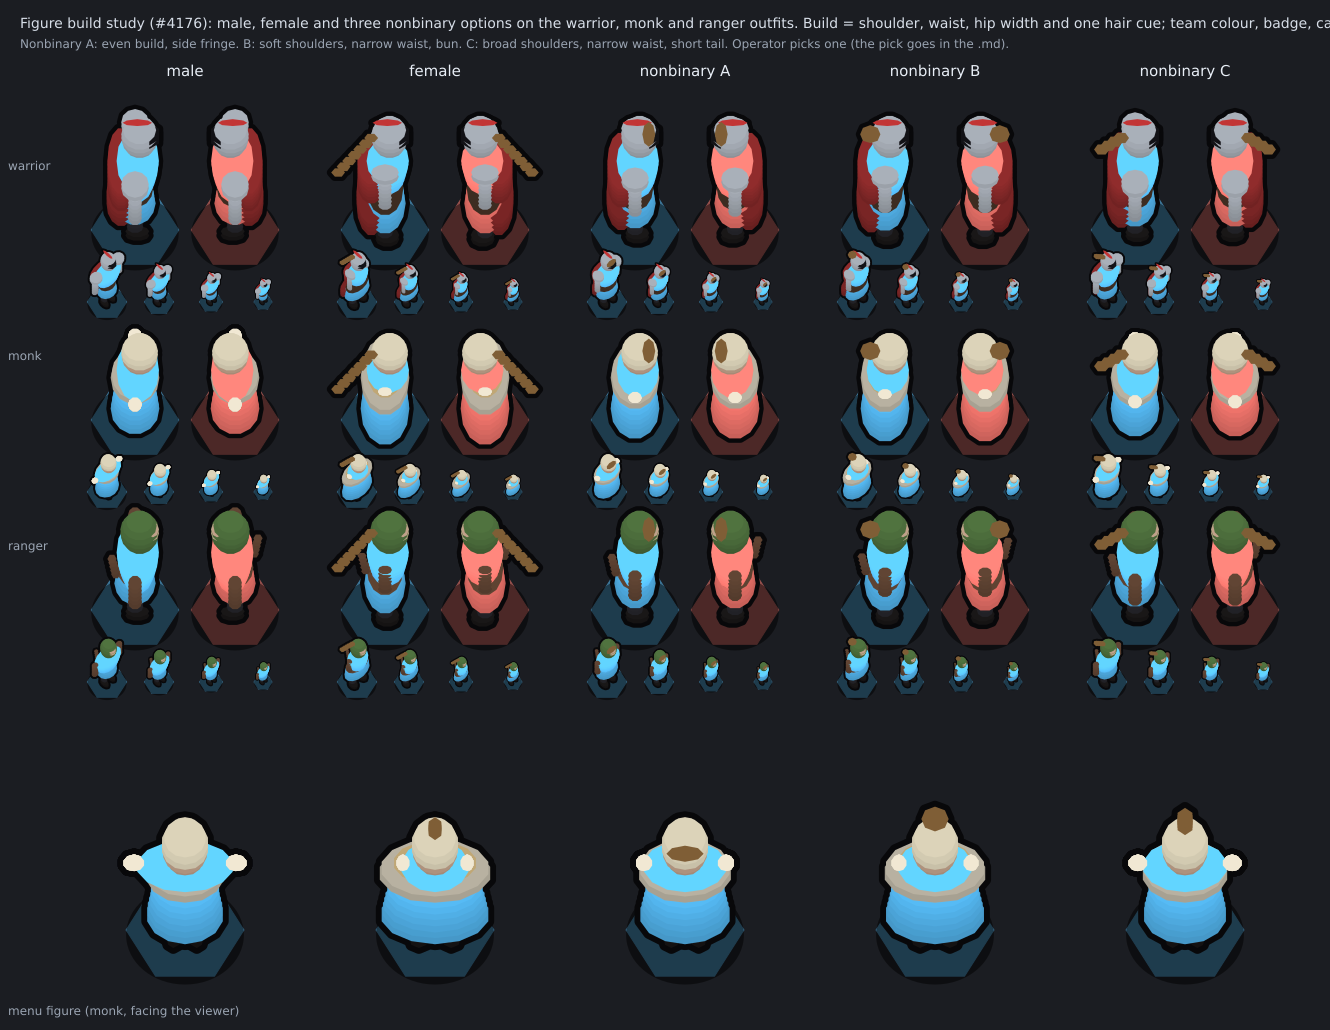 Figure build study (#4176): male, female and three nonbinary options on the warrior, monk and ranger outfits. Build = shoulder, waist, hip width and one hair cue; team colour, badge, ca
Nonbinary A: even build, side fringe. B: soft shoulders, narrow waist, bun. C: broad shoulders, narrow waist, short tail. Operator picks one (the pick goes in the .md).
male female nonbinary A nonbinary B nonbinary C
warrior
monk
ranger
menu figure (monk, facing the viewer)